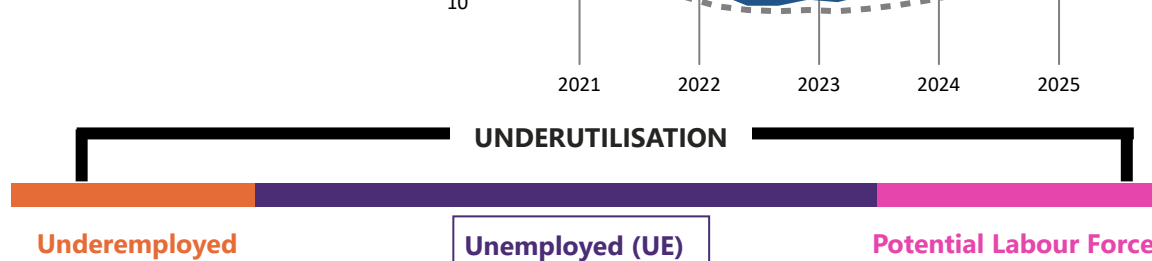 10
2021 2022 2023 2024 2025
UNDERUTILISATION
Underemployed Unemployed (UE) Potential Labour Force